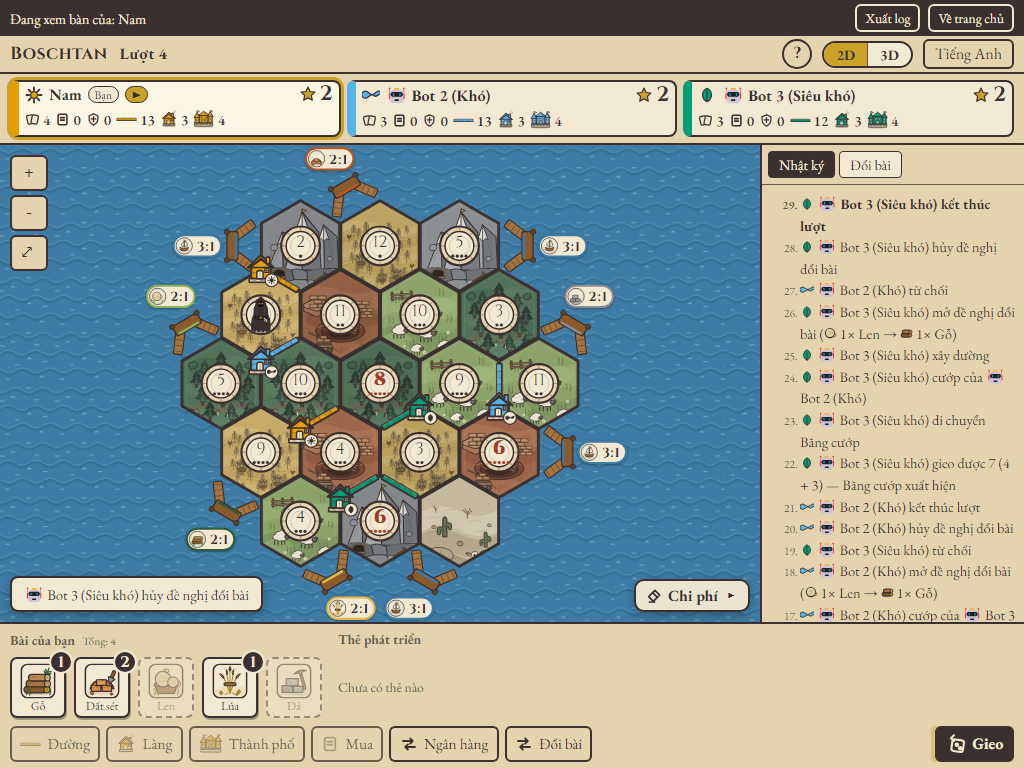 Đang xem bàn của: Nam
Xuất log
Về trang chủ
BOSCHTAN Lượt 4
?
2D
3D
Tiếng Anh
Nam Bạn 2
4 0 0 13 3 4
Bot 2 (Khó) 2
3 0 0 13 3 4
Bot 3 (Siêu khó) 2
3 0 0 12 3 4
+
-
2:1
3:1
3:1
2:1
2:1
3:1
2:1
2:1
3:1
2 12 5
11 10 3
5 10 8 9 11
9 4 3 6
4 6
Bot 3 (Siêu khó) hủy đề nghị đổi bài
Chi phí
Nhật ký
Đổi bài
29. Bot 3 (Siêu khó) kết thúc
lượt
28. Bot 3 (Siêu khó) hủy đề nghị
đổi bài
27. Bot 2 (Khó) từ chối
26. Bot 3 (Siêu khó) mở đề nghị đổi
bài (1× Len → 1× Gỗ)
25. Bot 3 (Siêu khó) xây đường
24. Bot 3 (Siêu khó) cướp của
Bot 2 (Khó)
23. Bot 3 (Siêu khó) di chuyển
Băng cướp
22. Bot 3 (Siêu khó) gieo được 7 (4
+ 3) — Băng cướp xuất hiện
21. Bot 2 (Khó) kết thúc lượt
20. Bot 2 (Khó) hủy đề nghị đổi bài
19. Bot 3 (Siêu khó) từ chối
18. Bot 2 (Khó) mở đề nghị đổi bài
(1× Len → 1× Gỗ)
17. Bot 2 (Khó) cướp của Bot 3
Bài của bạn Tổng: 4
Thẻ phát triển
1
2
1
Gỗ
Đất sét
Len
Lúa
Đá
Chưa có thẻ nào
Đường
Làng
Thành phố
Mua
Ngân hàng
Đổi bài
Gieo